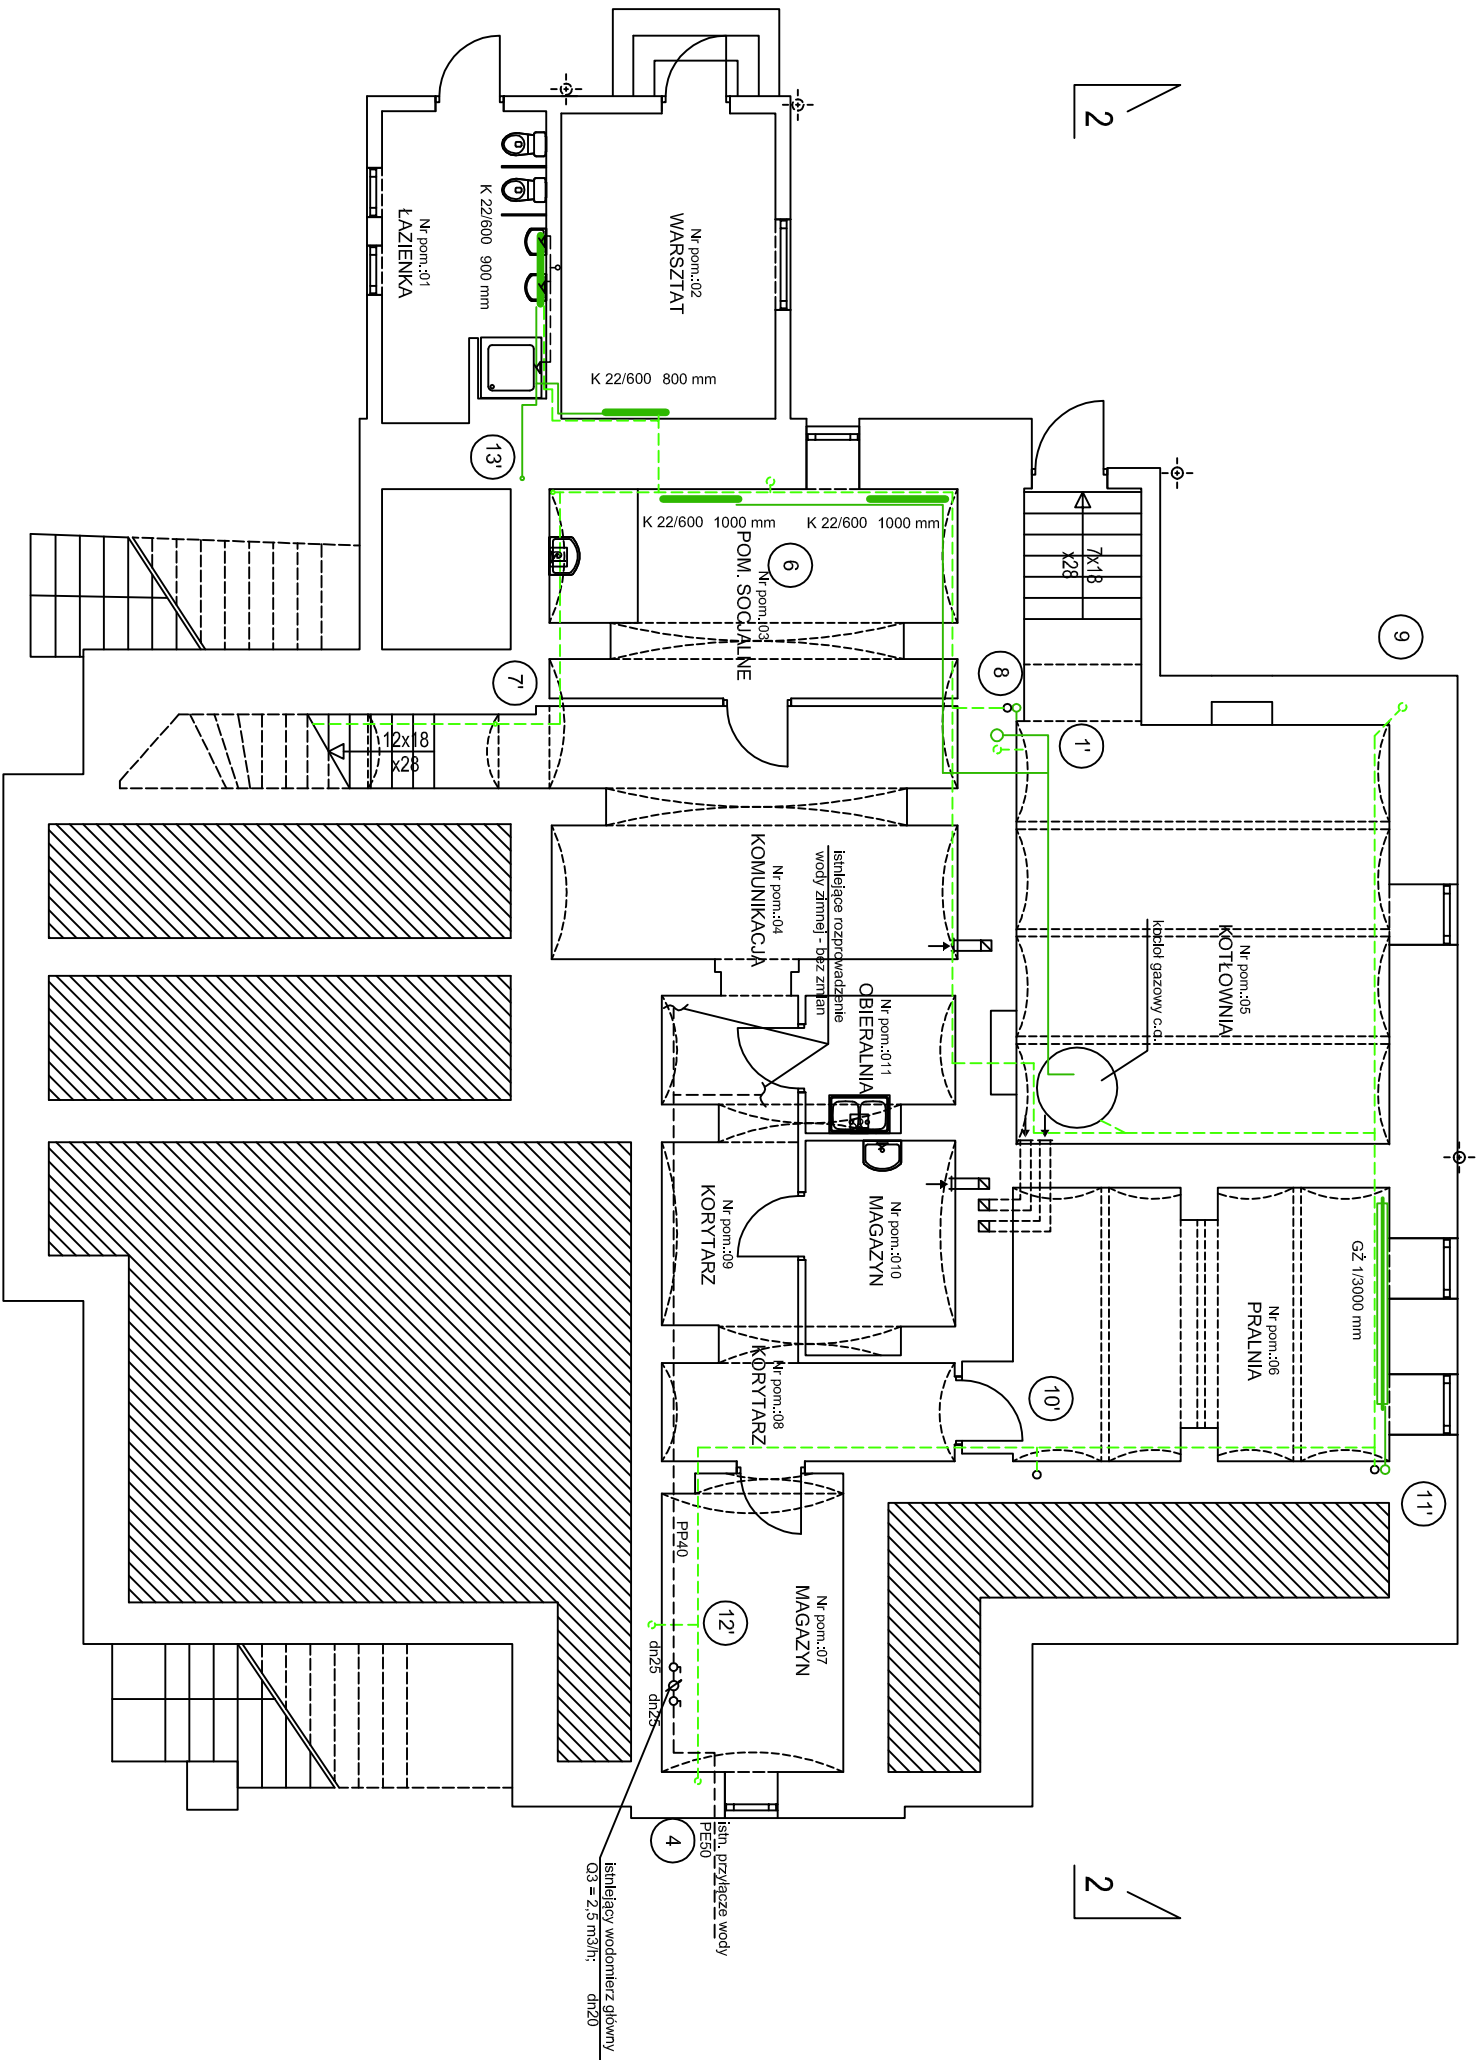 2
Nr pom.:01
ŁAZIENKA
K 22/600 900 mm
Nr pom.:02
WARSZTAT
K 22/600 800 mm
13'
K 22/600 1000 mm
K 22/600 1000 mm
6
Nr pom.:03
POM. SOCJALNE
7x18
x28
9
8
7'
1'
12x18
x28
Nr pom.:04
KOMUNIKACJA
istniejące rozprowadzenie
wody zimnej - bez zmian
Nr pom.:05
KOTŁOWNIA
kocioł gazowy c.o.
Nr pom.:011
OBIERALNIA
Nr pom.:010
MAGAZYN
Nr pom.:09
KORYTARZ
Nr pom.:06
PRALNIA
GŻ 1/3000 mm
Nr pom.:08
KORYTARZ
10'
11'
PP40
Nr pom.:07
MAGAZYN
12'
dn25
dn25
4
istn. przyłącze wody
PE50
istniejący wodomierz główny
Q3 = 2,5 m3/h; dn20
2